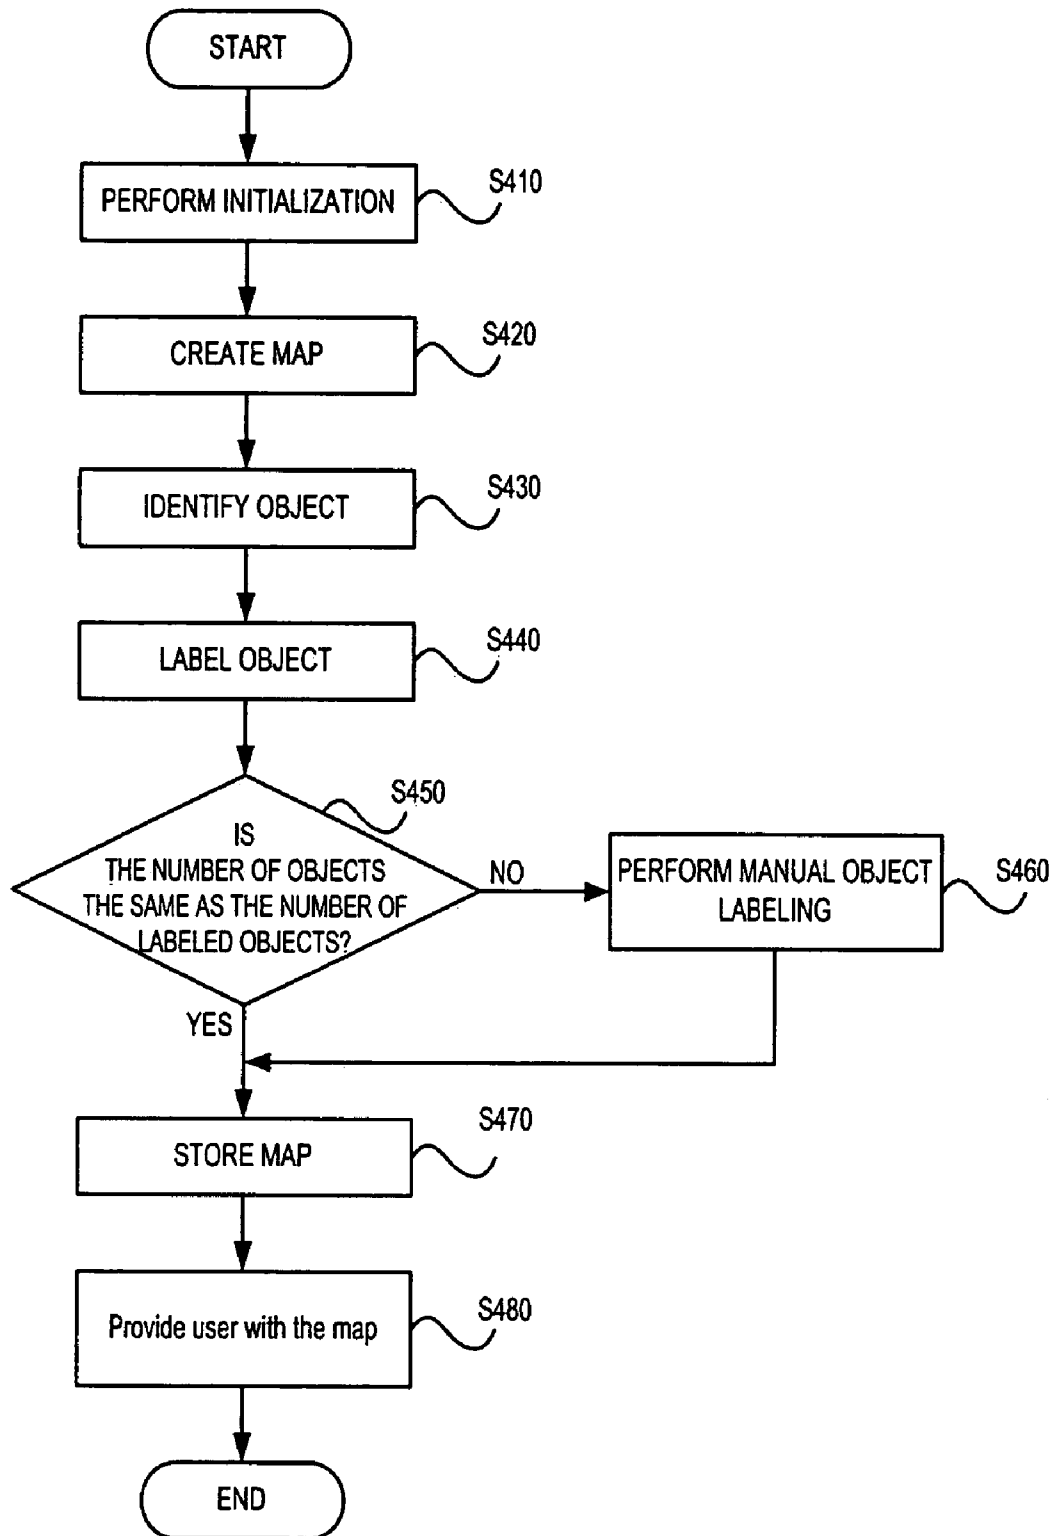 START
PERFORM INITIALIZATION
S410
CREATE MAP
S420
IDENTIFY OBJECT
S430
LABEL OBJECT
S440
S450
IS
THE NUMBER OF OBJECTS
THE SAME AS THE NUMBER OF
LABELED OBJECTS?
NO
PERFORM MANUAL OBJECT
LABELING
S460
YES
STORE MAP
S470
Provide user with the map
S480
END